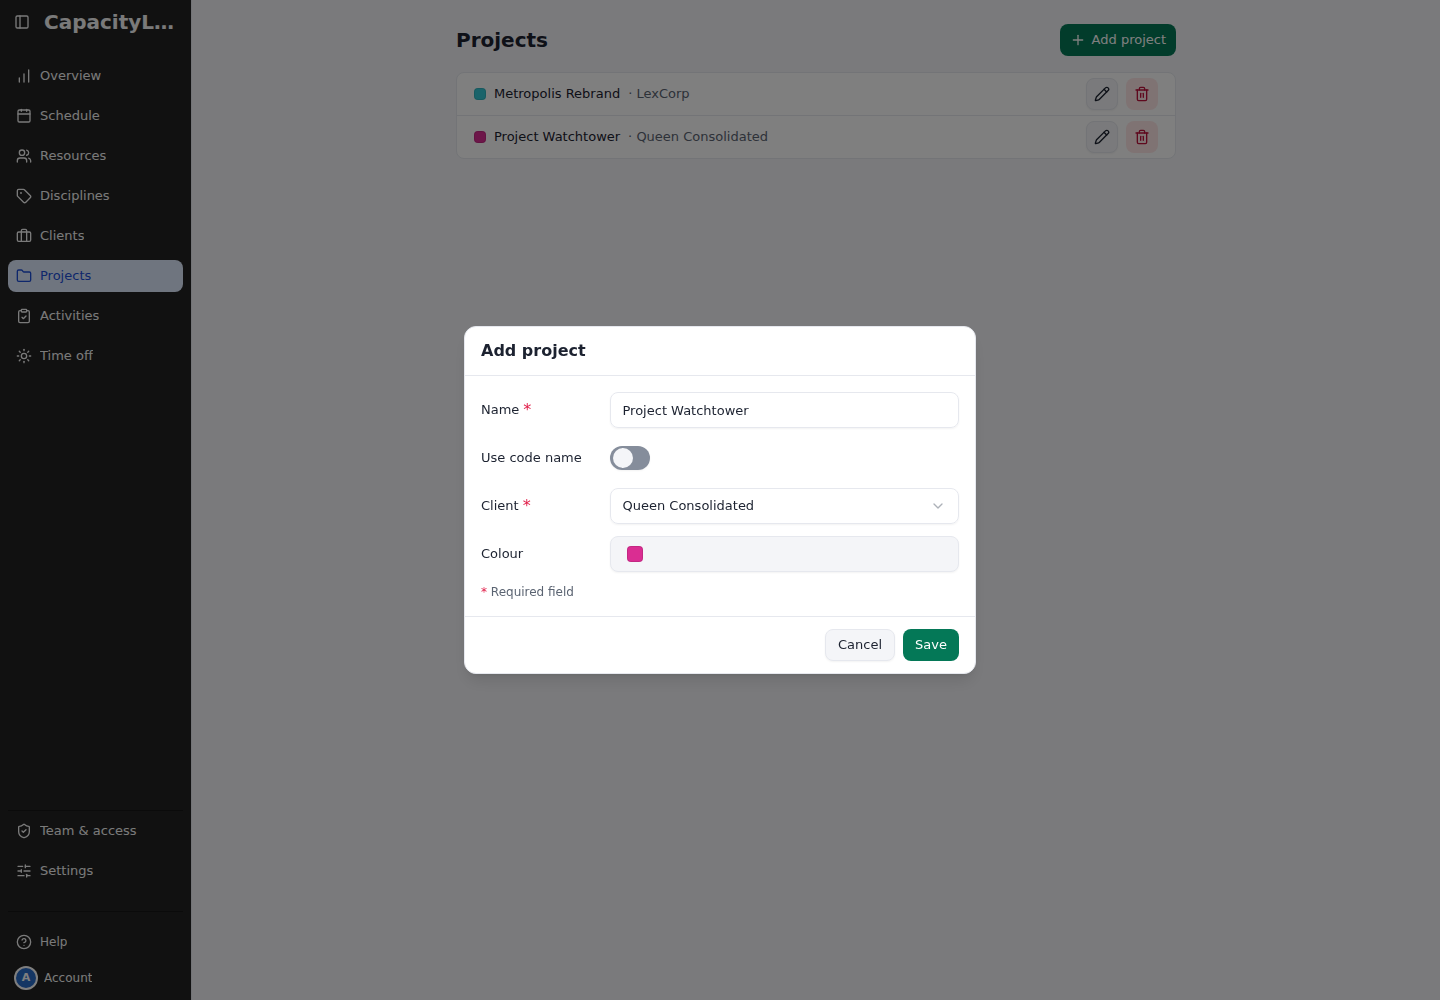 CapacityL...
Overview
Schedule
Resources
Disciplines
Clients
Projects
Activities
Time off
Team & access
Settings
Help
A Account
Projects
+ Add project
Metropolis Rebrand · LexCorp
Project Watchtower · Queen Consolidated
Add project
Name *
Project Watchtower
Use code name
Client *
Queen Consolidated
Colour
* Required field
Cancel
Save